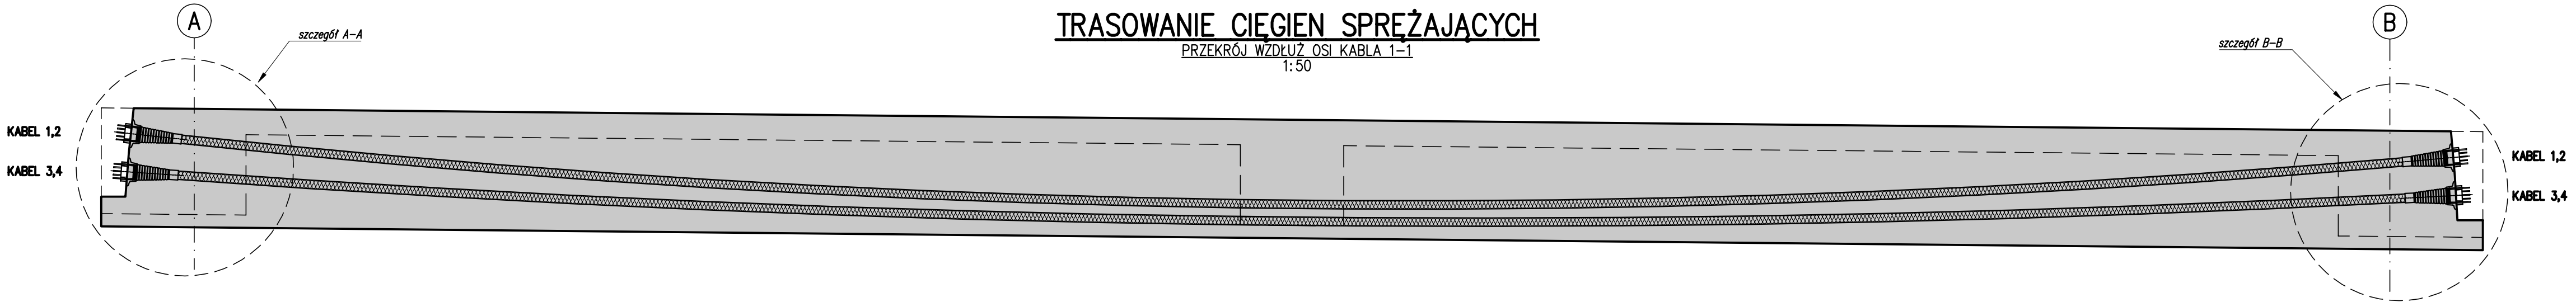 A
szczegół A-A
TRASOWANIE CIĘGIEN SPRĘŻAJĄCYCH
PRZEKRÓJ WZDŁUŻ OSI KABLA 1-1
1:50
szczegół B-B
B
KABEL 1,2
KABEL 3,4
KABEL 1,2
KABEL 3,4